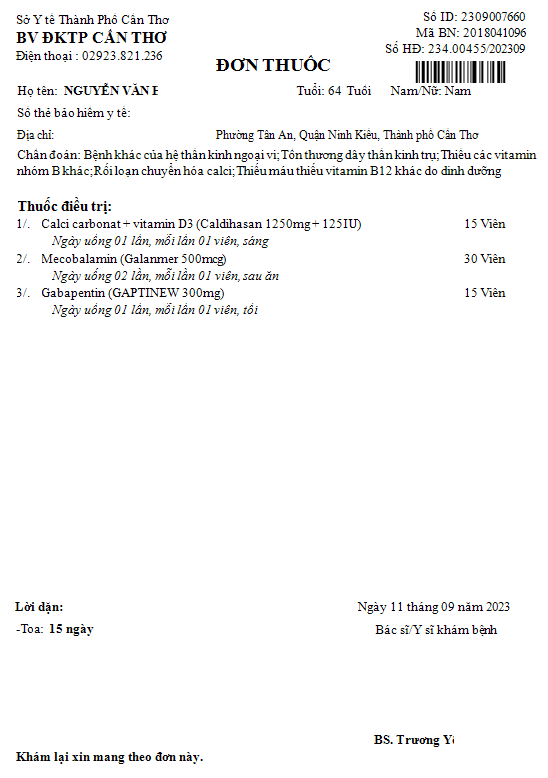 Sở Y tế Thành Phố Cần Thơ
BV ĐKTP CẦN THƠ
Điện thoại : 02923.821.236
Số ID: 2309007660
Mã BN: 2018041096
Số HĐ: 234.00455/202309
ĐƠN THUỐC
Họ tên: NGUYỄN VĂN
Tuổi: 64 Tuổi Nam/Nữ: Nam
Số thẻ bảo hiểm y tế:
Địa chỉ: Phường Tân An, Quận Ninh Kiều, Thành phố Cần Thơ
Chẩn đoán: Bệnh khác của hệ thần kinh ngoại vi; Tổn thương dây thần kinh trụ; Thiếu các vitamin
nhóm B khác; Rối loạn chuyển hóa calci; Thiếu máu thiếu vitamin B12 khác do dinh dưỡng
Thuốc điều trị:
1/. Calci carbonat + vitamin D3 (Caldihasan 1250mg + 125IU) 15 Viên
Ngày uống 01 lần, mỗi lần 01 viên, sáng
2/. Mecobalamin (Galanmer 500mcg) 30 Viên
Ngày uống 02 lần, mỗi lần 01 viên, sau ăn
3/. Gabapentin (GAPTINEW 300mg) 15 Viên
Ngày uống 01 lần, mỗi lần 01 viên, tối
Lời dặn:
-Toa: 15 ngày
Ngày 11 tháng 09 năm 2023
Bác sĩ/Y sĩ khám bệnh
BS. Trương
Khám lại xin mang theo đơn này.